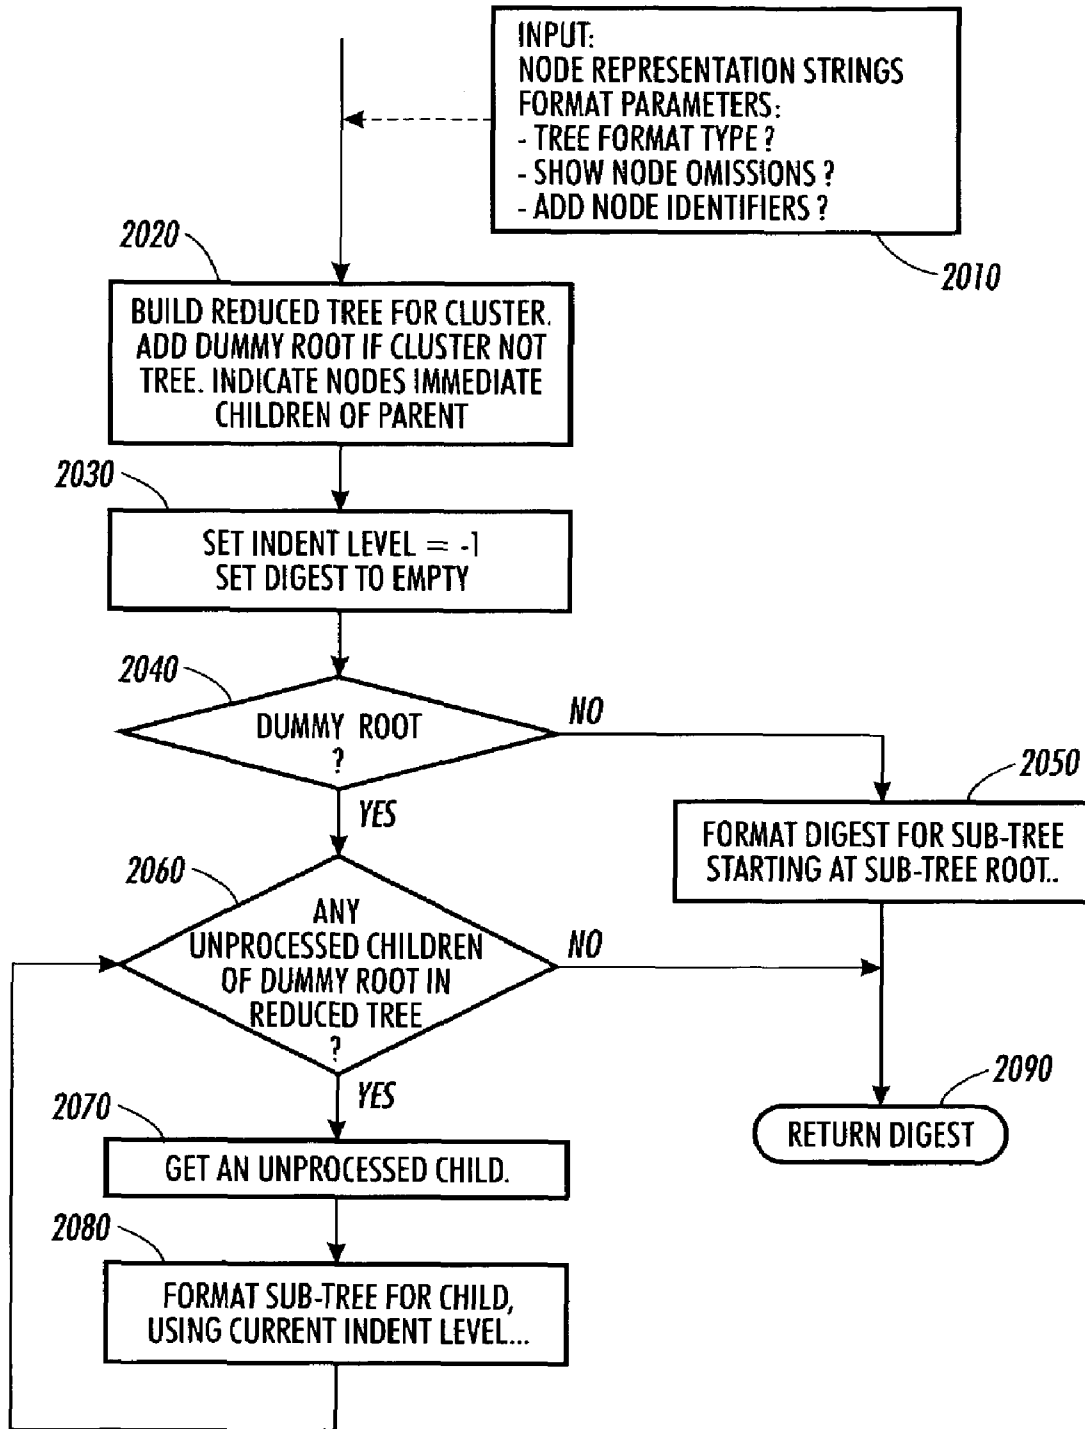 INPUT:
NODE REPRESENTATION STRINGS
FORMAT PARAMETERS:
- TREE FORMAT TYPE ?
- SHOW NODE OMISSIONS ?
- ADD NODE IDENTIFIERS ?
2010
2020
BUILD REDUCED TREE FOR CLUSTER.
ADD DUMMY ROOT IF CLUSTER NOT
TREE. INDICATE NODES IMMEDIATE
CHILDREN OF PARENT
2030
SET INDENT LEVEL = -1
SET DIGEST TO EMPTY
2040
DUMMY ROOT
?
NO
YES
2050
FORMAT DIGEST FOR SUB-TREE
STARTING AT SUB-TREE ROOT..
2060
ANY
UNPROCESSED CHILDREN
OF DUMMY ROOT IN
REDUCED TREE
?
NO
YES
2070
GET AN UNPROCESSED CHILD.
2080
FORMAT SUB-TREE FOR CHILD,
USING CURRENT INDENT LEVEL...
2090
RETURN DIGEST